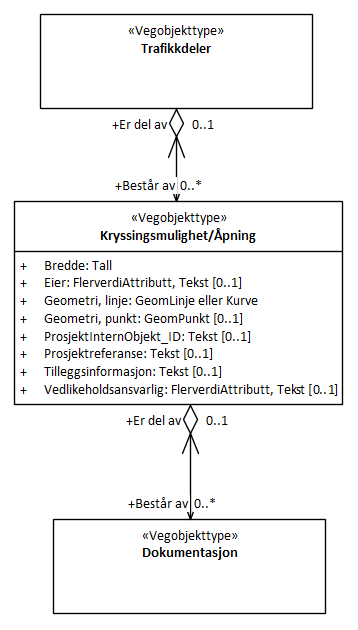 «Vegobjekttype»
Trafikkdeler
+Er del av 0..1
+Består av 0..*
«Vegobjekttype»
Kryssingsmulighet/Åpning
+ Bredde: Tall
+ Eier: FlerverdiAttributt, Tekst [0..1]
+ Geometri, linje: GeomLinje eller Kurve
+ Geometri, punkt: GeomPunkt [0..1]
+ ProsjektInternObjekt_ID: Tekst [0..1]
+ Prosjektreferanse: Tekst [0..1]
+ Tilleggsinformasjon: Tekst [0..1]
+ Vedlikeholdsansvarlig: FlerverdiAttributt, Tekst [0..1]
+Er del av 0..1
+Består av 0..*
«Vegobjekttype»
Dokumentasjon